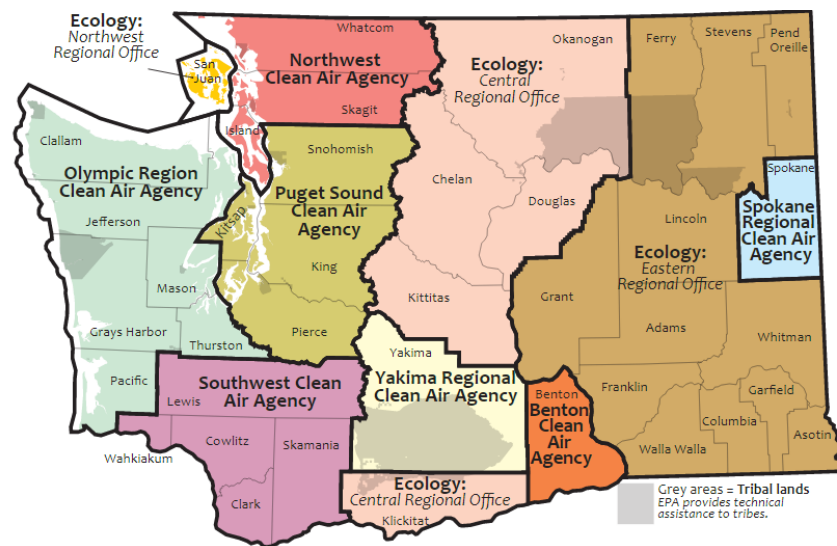 Ecology:
Northwest
Regional Office
San
Juan
Whatcom
Northwest
Clean Air Agency
Skagit
Island
Okanogan
Ecology:
Central
Regional Office
Chelan
Douglas
Kittitas
Ferry
Stevens
Pend
Oreille
Clallam
Olympic Region
Clean Air Agency
Jefferson
Mason
Grays Harbor
Thurston
Pacific
Snohomish
Puget Sound
Clean Air
Agency
Kitsap
King
Pierce
Spokane
Spokane
Regional
Clean Air
Agency
Lincoln
Ecology:
Eastern
Regional Office
Grant
Adams
Whitman
Franklin
Garfield
Columbia
Walla Walla
Asotin
Southwest Clean
Air Agency
Lewis
Wahkiakum
Cowlitz
Skamania
Clark
Yakima
Yakima Regional
Clean Air Agency
Benton
Benton
Clean
Air
Agency
Ecology:
Central Regional Office
Klickitat
Grey areas = Tribal lands
EPA provides technical
assistance to tribes.